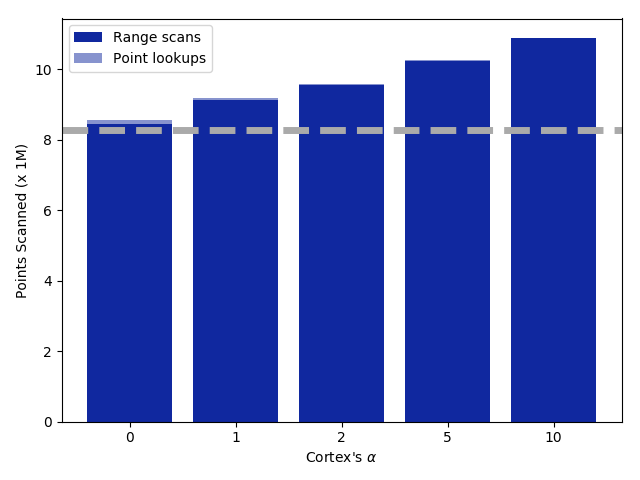 Range scans
Point lookups
Points Scanned (x 1M)
10
8
6
4
2
0
0 1 2 5 10
Cortex's α